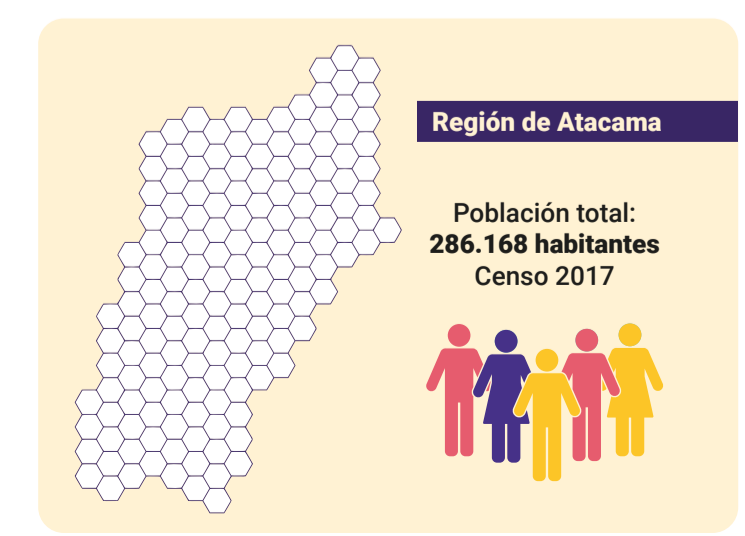 Región de Atacama
Población total:
286.168 habitantes
Censo 2017